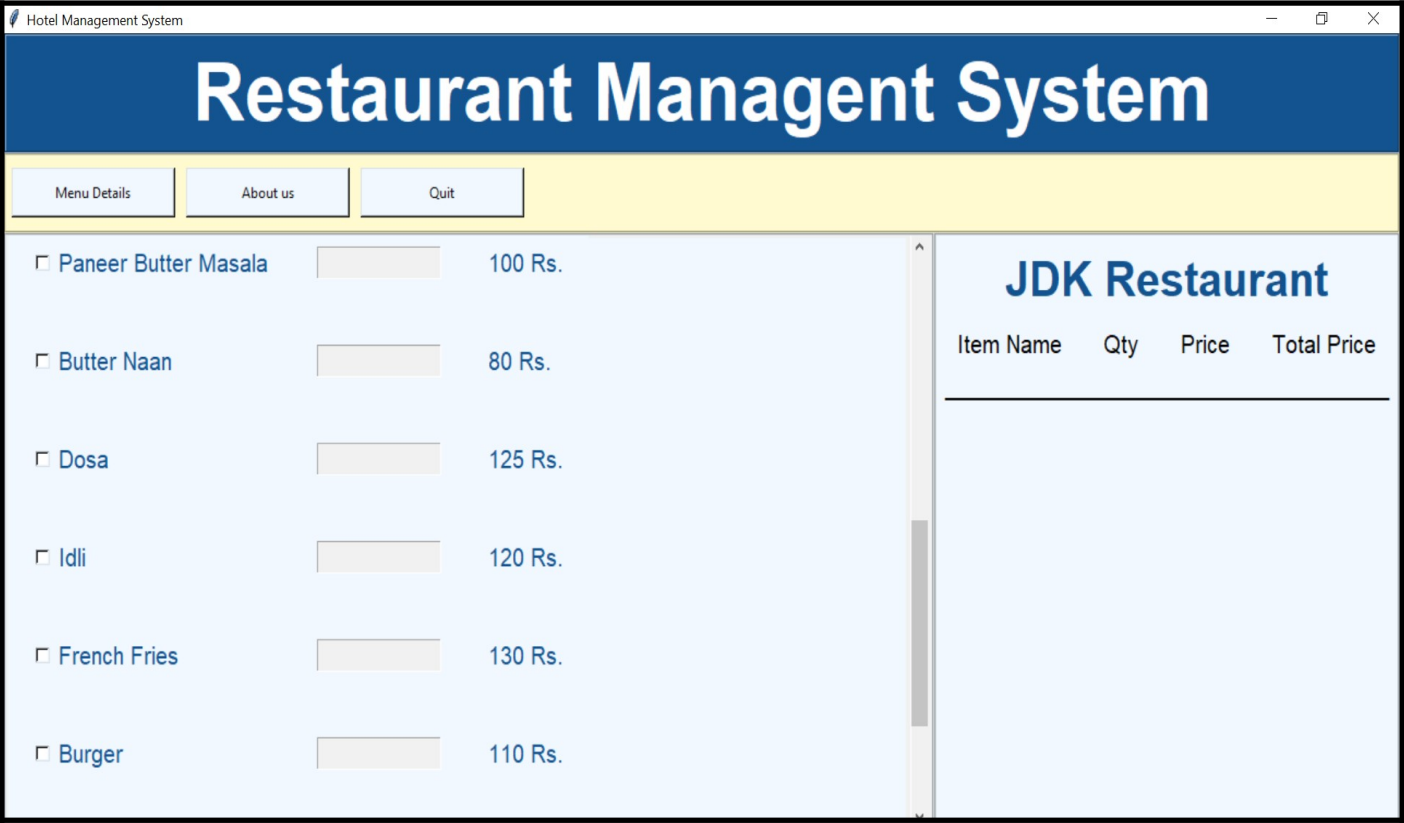 Hotel Management System
Restaurant Managent System
Menu Details About us Quit
Paneer Butter Masala 100 Rs.
Butter Naan 80 Rs.
Dosa 125 Rs.
Idli 120 Rs.
French Fries 130 Rs.
Burger 110 Rs.
JDK Restaurant
Item Name Qty Price Total Price